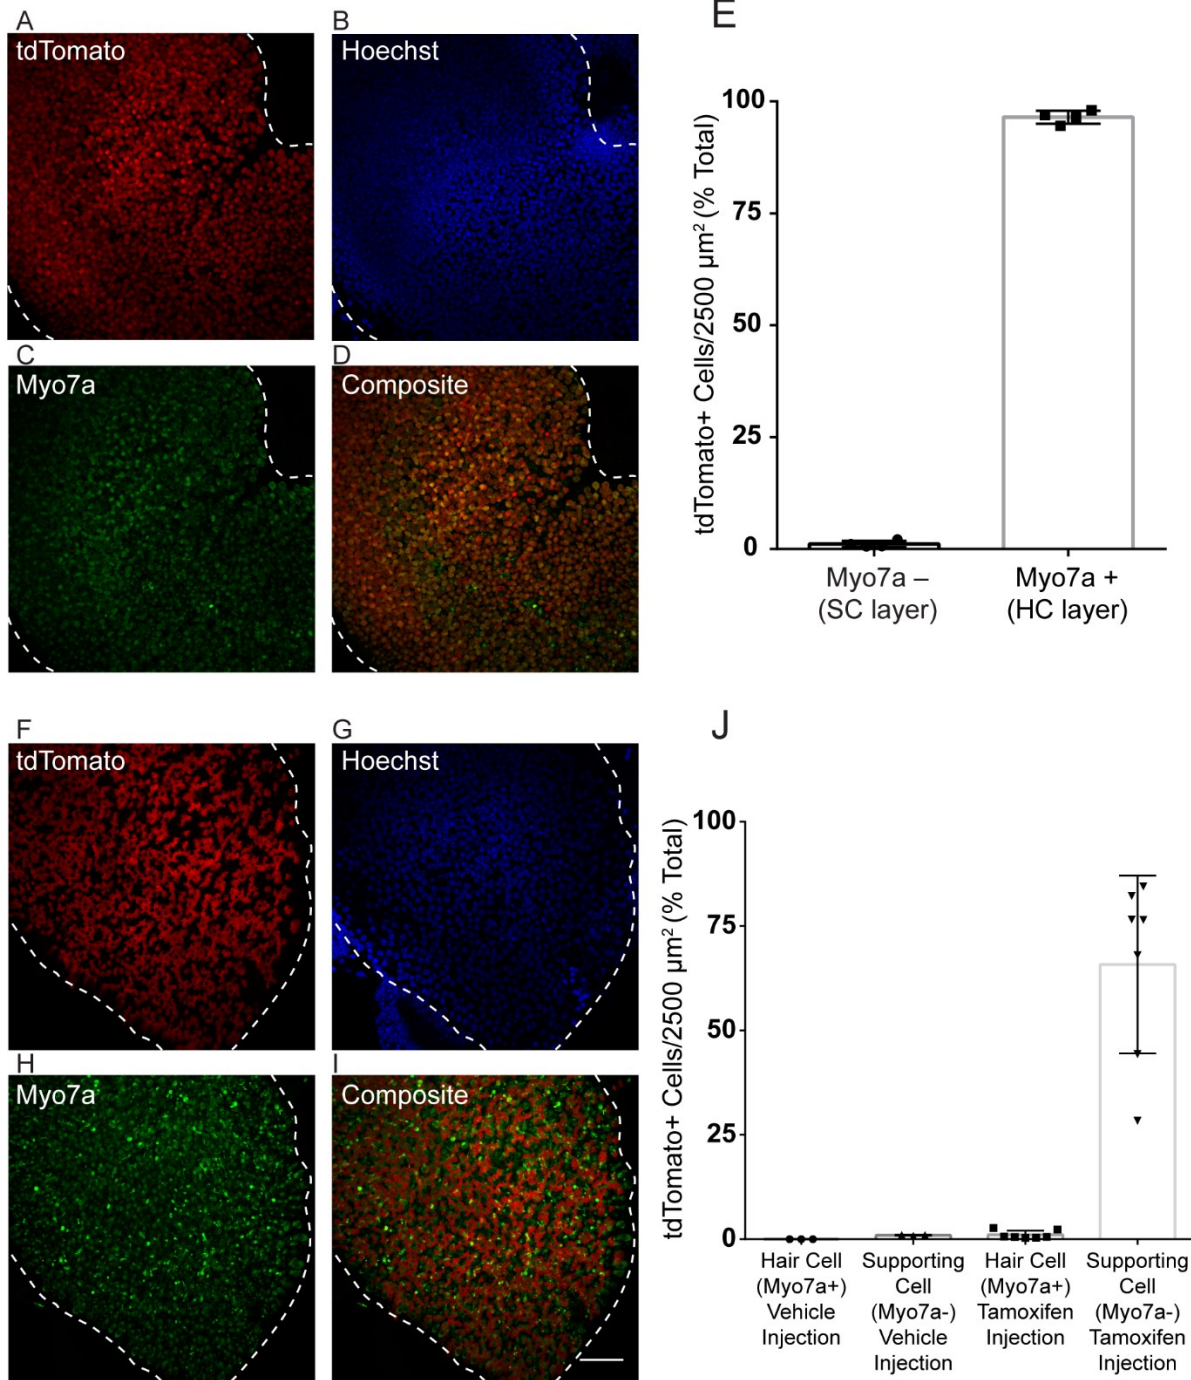 A
tdTomato
B
Hoechst
C
Myo7a
D
Composite
E
tdTomato+ Cells/2500 µm² (% Total)
100
75
50
25
0
Myo7a –
(SC layer)
Myo7a +
(HC layer)
F
tdTomato
G
Hoechst
H
Myo7a
I
Composite
J
tdTomato+ Cells/2500 µm² (% Total)
100
75
50
25
0
Hair Cell
(Myo7a+)
Vehicle
Injection
Supporting
Cell
(Myo7a-)
Vehicle
Injection
Hair Cell
(Myo7a+)
Tamoxifen
Injection
Supporting
Cell
(Myo7a-)
Tamoxifen
Injection